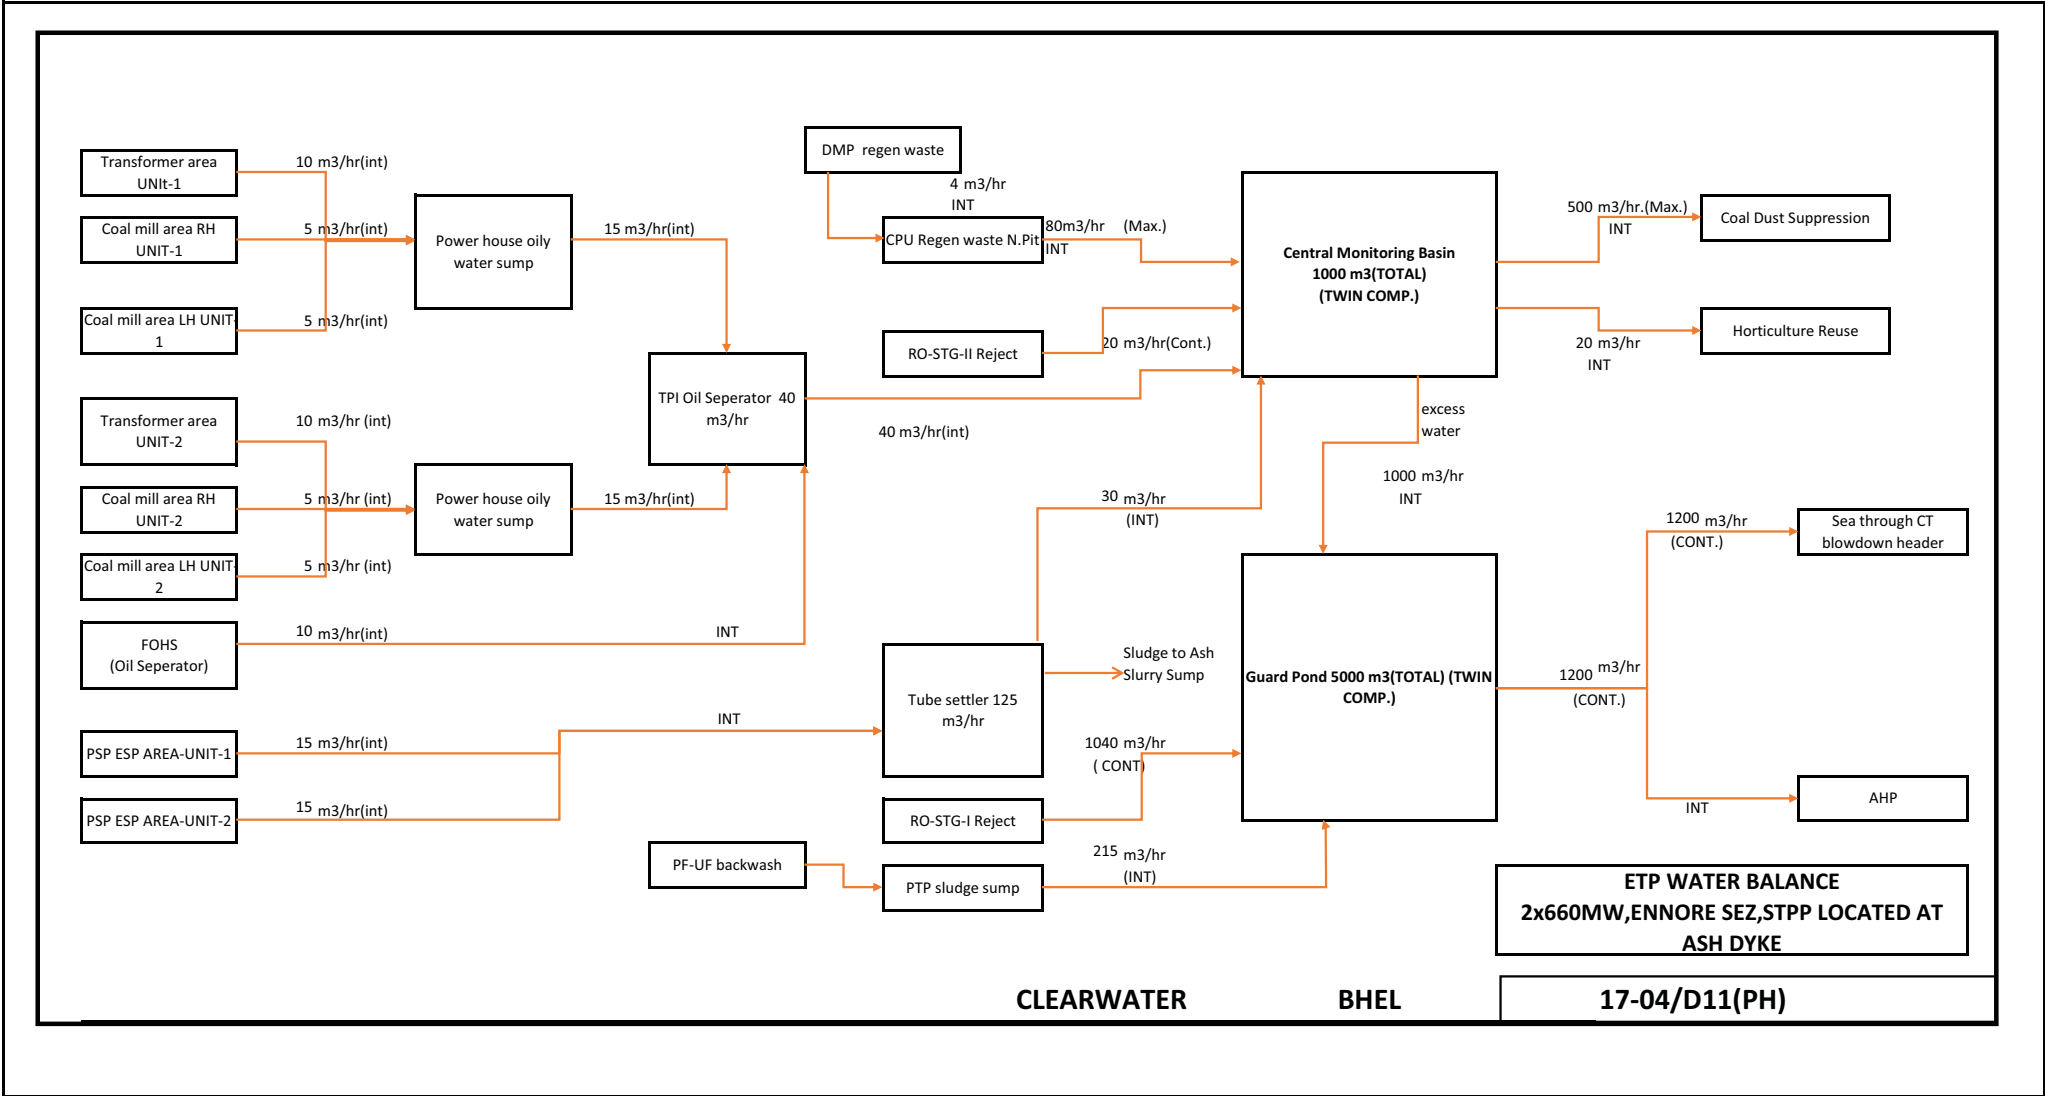 Transformer area
UNIt-1
10 m3/hr(int)
Coal mill area RH
UNIT-1
5 m3/hr(int)
Coal mill area LH UNIT-
1
5 m3/hr(int)
Power house oily
water sump
15 m3/hr(int)
Transformer area
UNIT-2
10 m3/hr (int)
Coal mill area RH
UNIT-2
5 m3/hr (int)
Coal mill area LH UNIT-
2
5 m3/hr (int)
Power house oily
water sump
15 m3/hr(int)
FOHS
(Oil Seperator)
10 m3/hr(int)
INT
TPI Oil Seperator 40
m3/hr
40 m3/hr(int)
PSP ESP AREA-UNIT-1
15 m3/hr(int)
PSP ESP AREA-UNIT-2
15 m3/hr(int)
INT
DMP regen waste
4 m3/hr
INT
CPU Regen waste N.Pit
80m3/hr (Max.)
INT
RO-STG-II Reject
20 m3/hr(Cont.)
Tube settler 125
m3/hr
30 m3/hr
(INT)
Sludge to Ash
Slurry Sump
RO-STG-I Reject
1040 m3/hr
( CONT)
PF-UF backwash
PTP sludge sump
215 m3/hr
(INT)
Central Monitoring Basin
1000 m3(TOTAL)
(TWIN COMP.)
500 m3/hr.(Max.)
INT
Coal Dust Suppression
20 m3/hr
INT
Horticulture Reuse
excess
water
1000 m3/hr
INT
Guard Pond 5000 m3(TOTAL) (TWIN
COMP.)
1200 m3/hr
(CONT.)
1200 m3/hr
(CONT.)
Sea through CT
blowdown header
INT
AHP
ETP WATER BALANCE
2x660MW,ENNORE SEZ,STPP LOCATED AT
ASH DYKE
CLEARWATER BHEL 17-04/D11(PH)